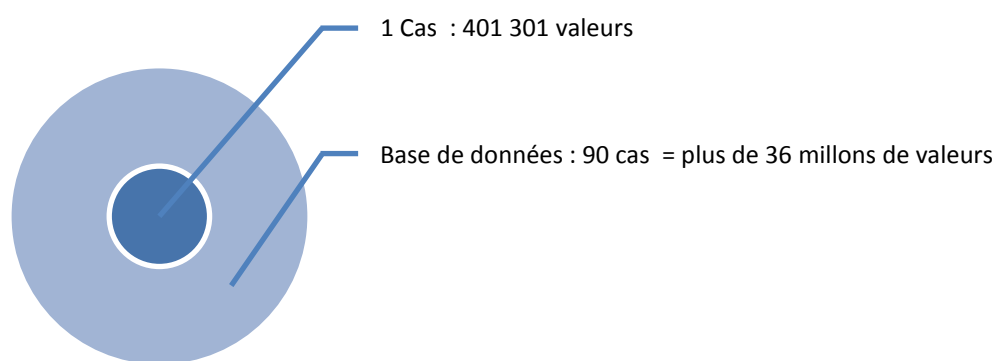 1 Cas  : 401 301 valeurs
Base de données : 90 cas  = plus de 36 millons de valeurs